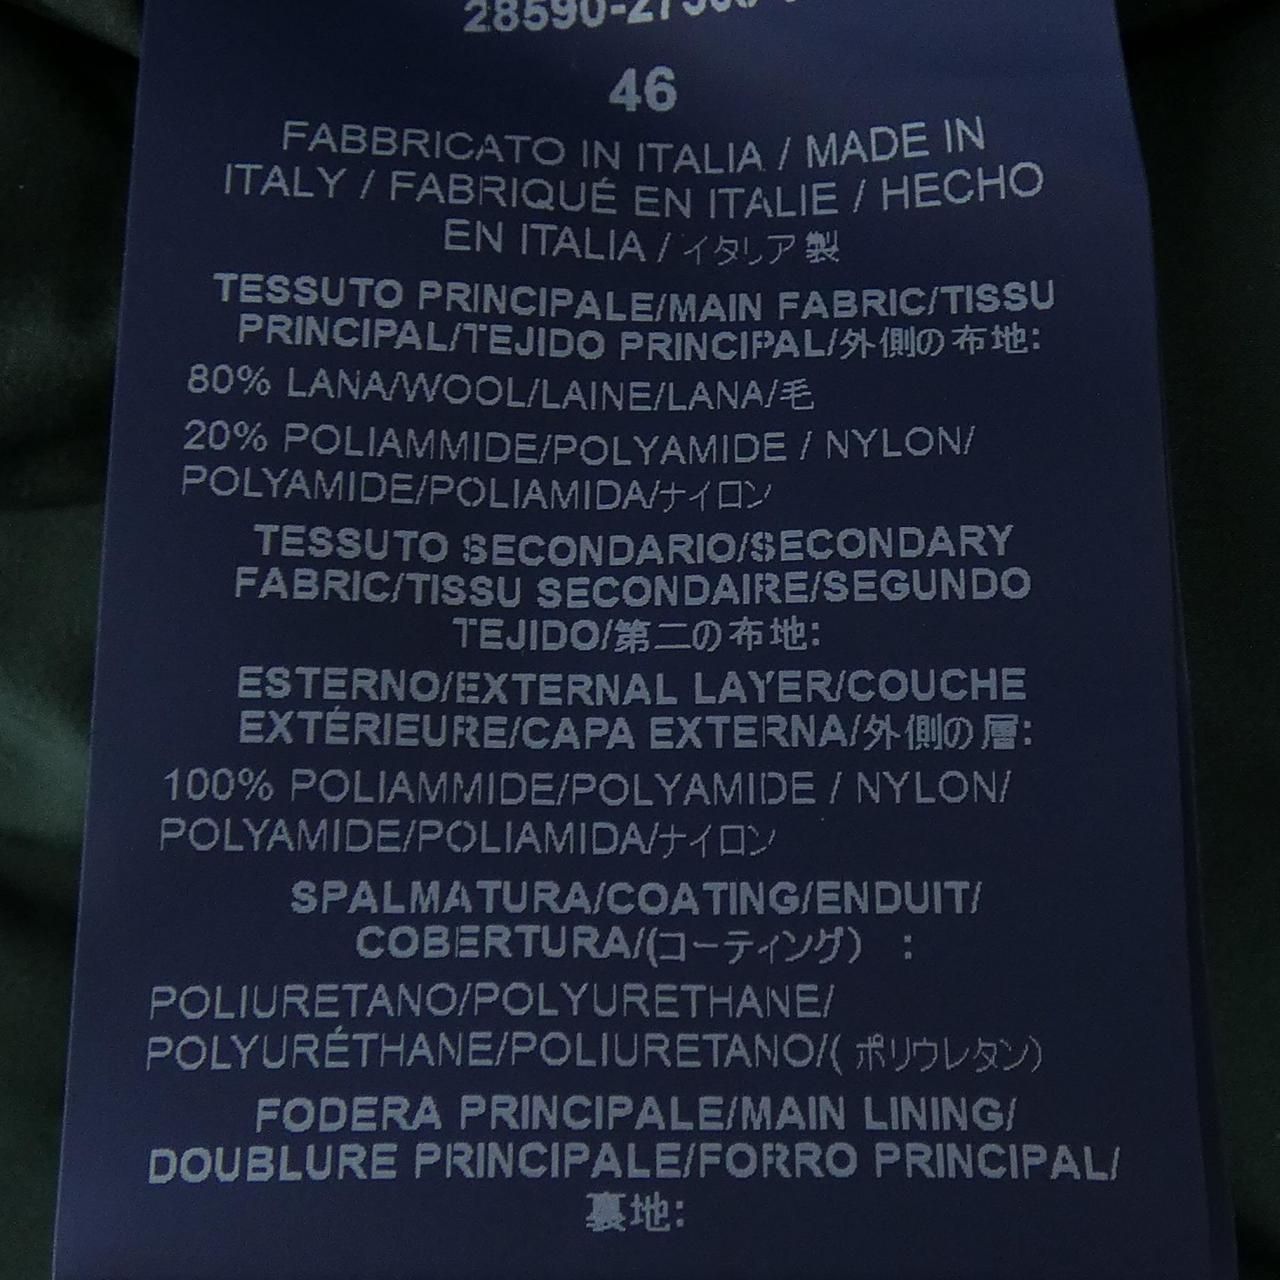 46
FABBRICATO IN ITALIA / MADE IN
ITALY / FABRIQUÉ EN ITALIE / HECHO
EN ITALIA / イタリア製
TESSUTO PRINCIPALE/MAIN FABRIC/TISSU
PRINCIPAL/TEJIDO PRINCIPAL/外側の布地:
80% LANA/WOOL/LAINE/LANA/毛
20% POLIAMMIDE/POLYAMIDE / NYLON/
POLYAMIDE/POLIAMIDA/ナイロン
TESSUTO SECONDARIO/SECONDARY
FABRIC/TISSU SECONDAIRE/SEGUNDO
TEJIDO/第二の布地:
ESTERNO/EXTERNAL LAYER/COUCHE
EXTÉRIEURE/CAPA EXTERNA/外側の層:
100% POLIAMMIDE/POLYAMIDE / NYLON/
POLYAMIDE/POLIAMIDA/ナイロン
SPALMATURA/COATING/ENDUIT/
COBERTURA/(コーティング) :
POLIURETANO/POLYURETHANE/
POLYURÉTHANE/POLIURETANO/( ポリウレタン)
FODERA PRINCIPALE/MAIN LINING/
DOUBLURE PRINCIPALE/FORRO PRINCIPAL/
裏地: